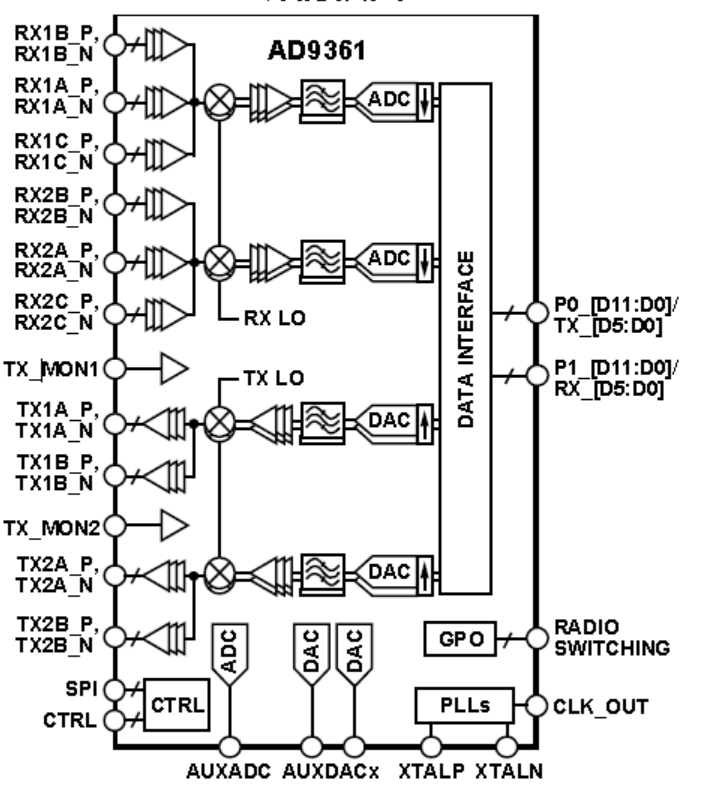 AD9361
RX1B_P,
RX1B_N
RX1A_P,
RX1A_N
RX1C_P,
RX1C_N
RX2B_P,
RX2B_N
RX2A_P,
RX2A_N
RX2C_P,
RX2C_N
TX_MON1
TX1A_P,
TX1A_N
TX1B_P,
TX1B_N
TX_MON2
TX2A_P,
TX2A_N
TX2B_P,
TX2B_N
SPI
CTRL
CTRL
ADC
ADC
RX LO
TX LO
DAC
DAC
DATA INTERFACE
P0_[D11:D0]/
TX_[D5:D0]
P1_[D11:D0]/
RX_[D5:D0]
GPO
RADIO
SWITCHING
ADC
DAC
DAC
PLLs
CLK_OUT
AUXADC
AUXDACx
XTALP
XTALN